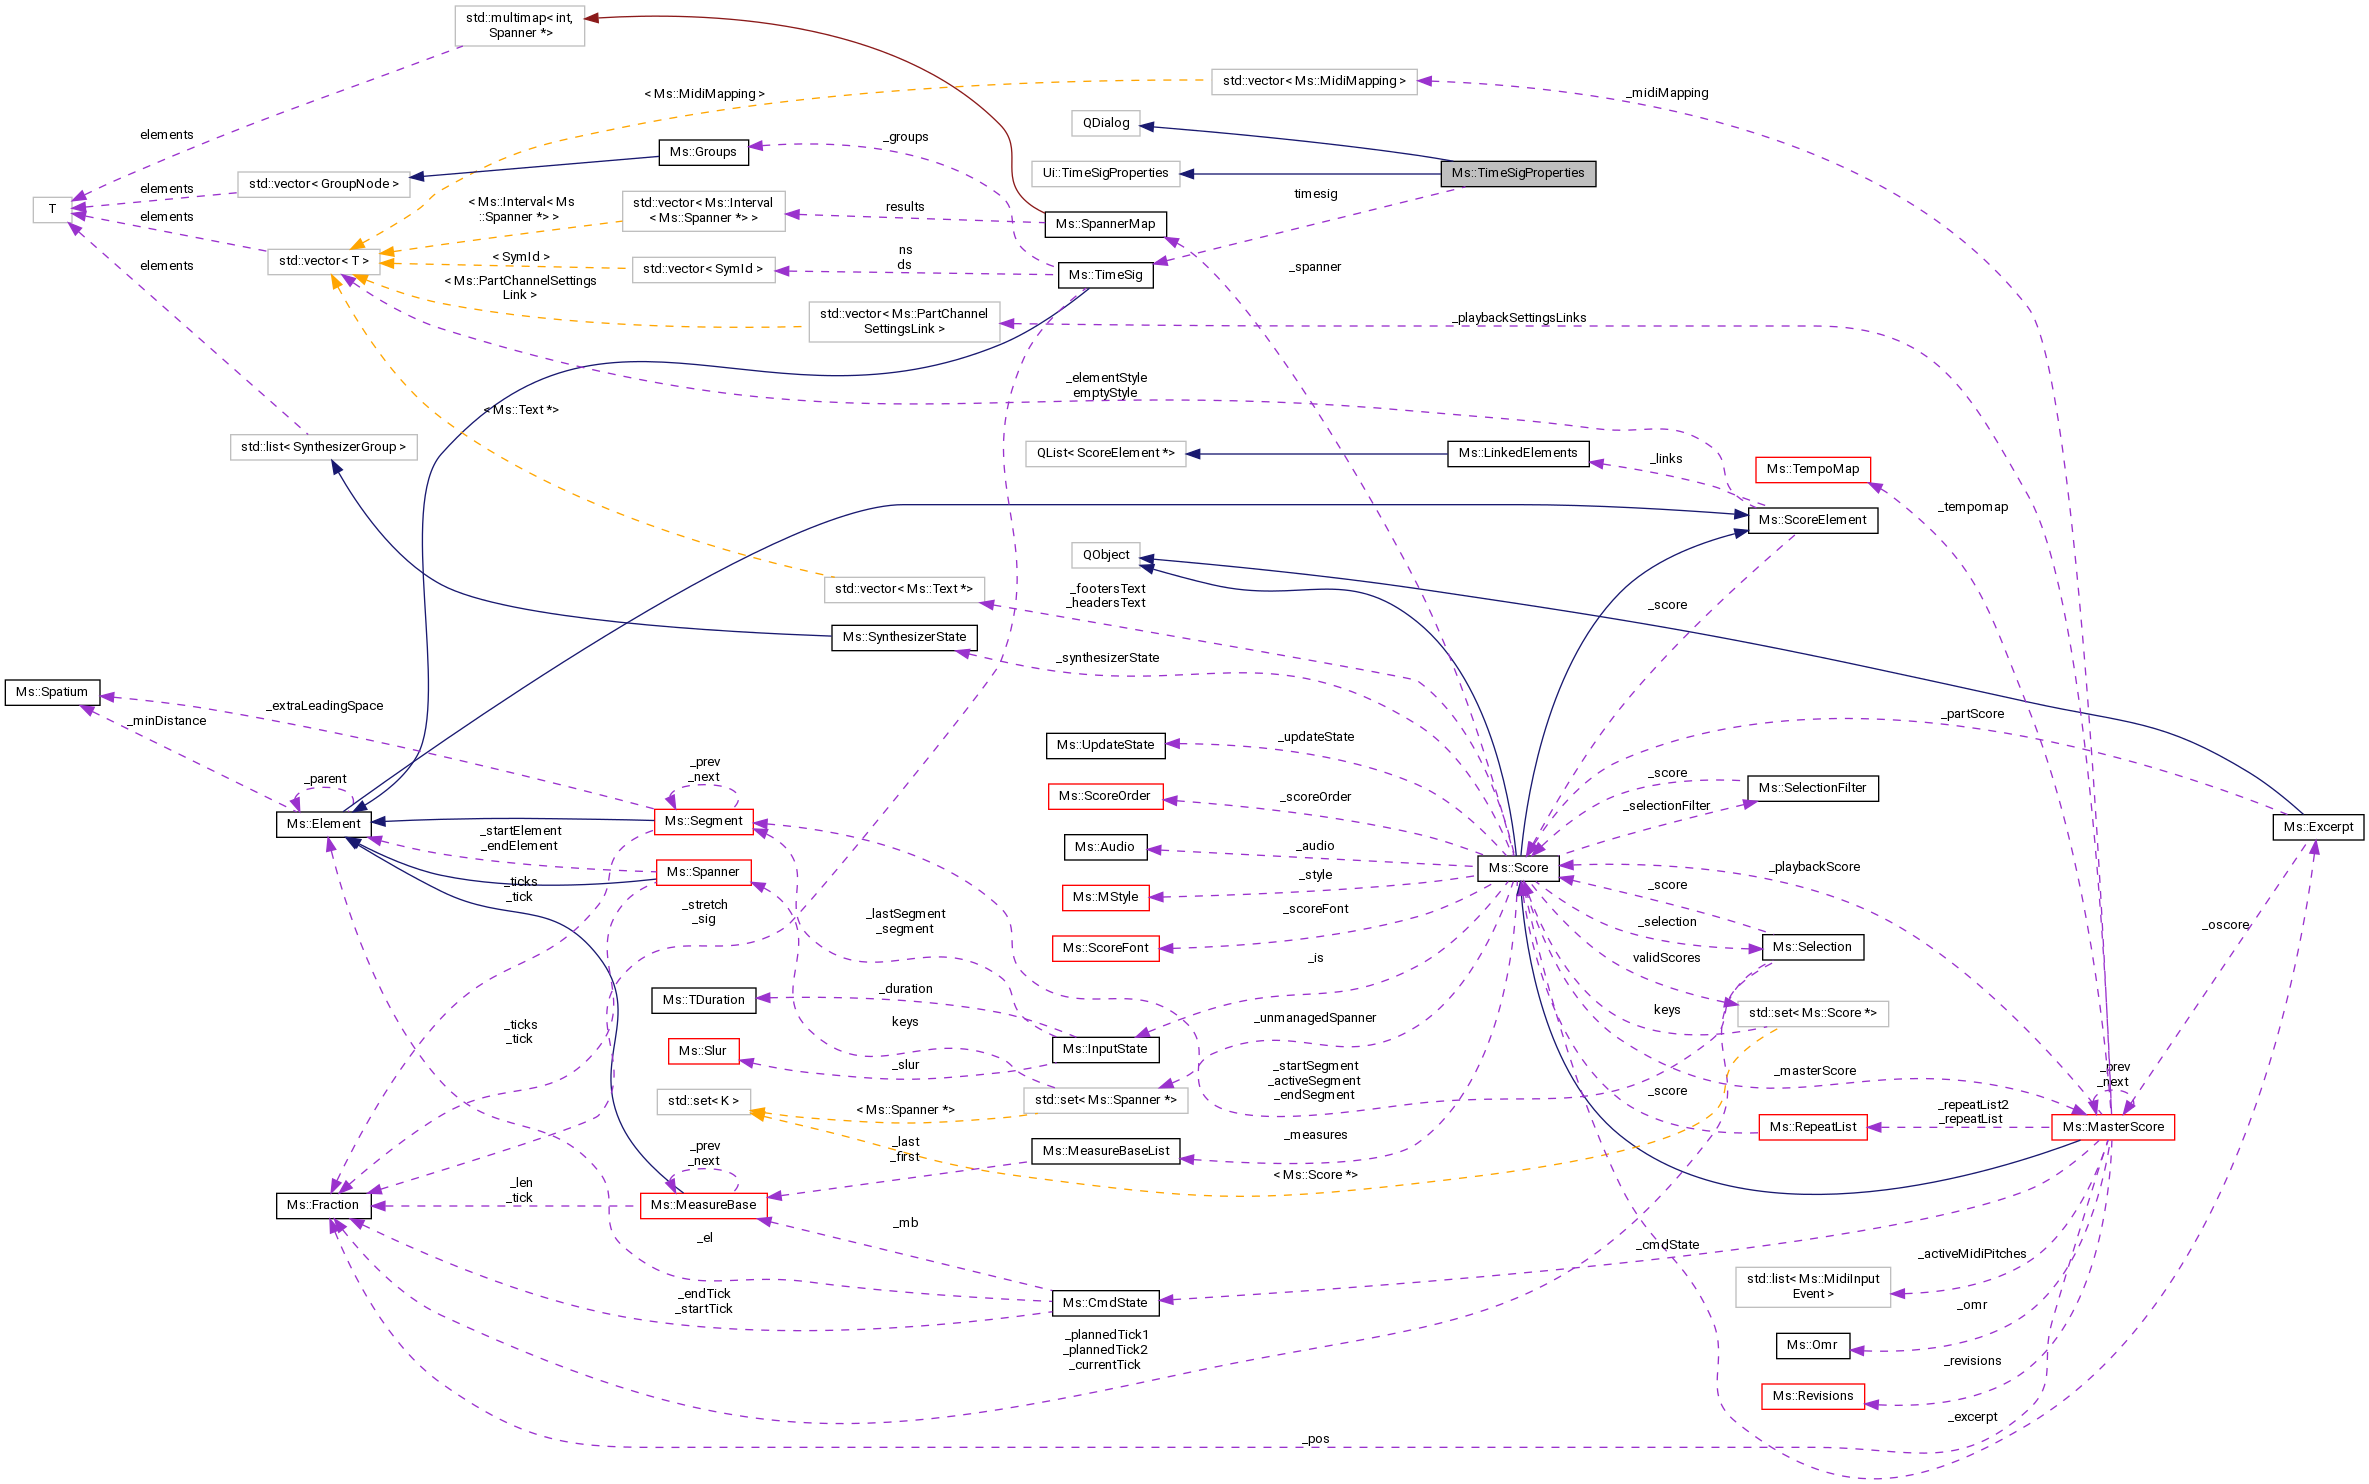 std::multimap< int,
Spanner *>
std::vector< Ms::MidiMapping >
_midiMapping
< Ms::MidiMapping >
QDialog
elements
_groups
Ms::Groups
Ui::TimeSigProperties
Ms::TimeSigProperties
std::vector< GroupNode >
elements
timesig
T
< Ms::Interval< Ms
::Spanner *> >
std::vector< Ms::Interval
< Ms::Spanner *> >
results
Ms::SpannerMap
elements
std::vector< T >
< SymId >
std::vector< SymId >
ns
ds
Ms::TimeSig
_spanner
elements
< Ms::PartChannelSettings
Link >
std::vector< Ms::PartChannel
SettingsLink >
_playbackSettingsLinks
_elementStyle
emptyStyle
< Ms::Text *>
std::list< SynthesizerGroup >
QList< ScoreElement *>
Ms::LinkedElements
_links
Ms::TempoMap
_tempomap
Ms::ScoreElement
QObject
std::vector< Ms::Text *>
_footersText
_headersText
_score
Ms::SynthesizerState
_synthesizerState
Ms::Spatium
_extraLeadingSpace
_minDistance
_partScore
Ms::UpdateState
_updateState
_parent
_prev
_next
Ms::ScoreOrder
_scoreOrder
_score
Ms::SelectionFilter
_selectionFilter
Ms::Element
Ms::Segment
Ms::Excerpt
_startElement
_endElement
Ms::Audio
_audio
Ms::Spanner
Ms::Score
_playbackScore
_ticks
_tick
_style
Ms::MStyle
_score
_stretch
_sig
_lastSegment
_segment
_scoreFont
Ms::ScoreFont
_selection
Ms::Selection
_oscore
_is
validScores
_duration
Ms::TDuration
keys
std::set< Ms::Score *>
keys
_ticks
_tick
_unmanagedSpanner
Ms::Slur
_slur
Ms::InputState
_startSegment
_activeSegment
_endSegment
_masterScore
_prev
_next
_score
std::set< K >
< Ms::Spanner *>
std::set< Ms::Spanner *>
_repeatList2
_repeatList
Ms::RepeatList
Ms::MasterScore
_last
_first
Ms::MeasureBaseList
_measures
_prev
_next
< Ms::Score *>
_len
_tick
Ms::Fraction
Ms::MeasureBase
_mb
_el
_cmdState
_activeMidiPitches
std::list< Ms::MidiInput
Event >
_endTick
_startTick
Ms::CmdState
_omr
Ms::Omr
_plannedTick1
_plannedTick2
_currentTick
_revisions
Ms::Revisions
_excerpt
_pos